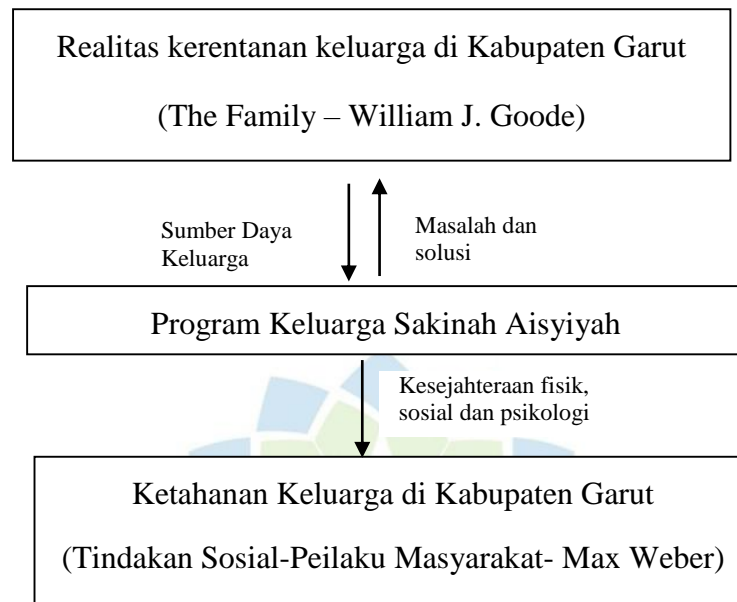 Realitas kerentanan keluarga di Kabupaten Garut
(The Family – William J. Goode)
Sumber Daya
Keluarga
Masalah dan
solusi
Program Keluarga Sakinah Aisyiyah
Kesejahteraan fisik,
sosial dan psikologi
Ketahanan Keluarga di Kabupaten Garut
(Tindakan Sosial-Peilaku Masyarakat- Max Weber)